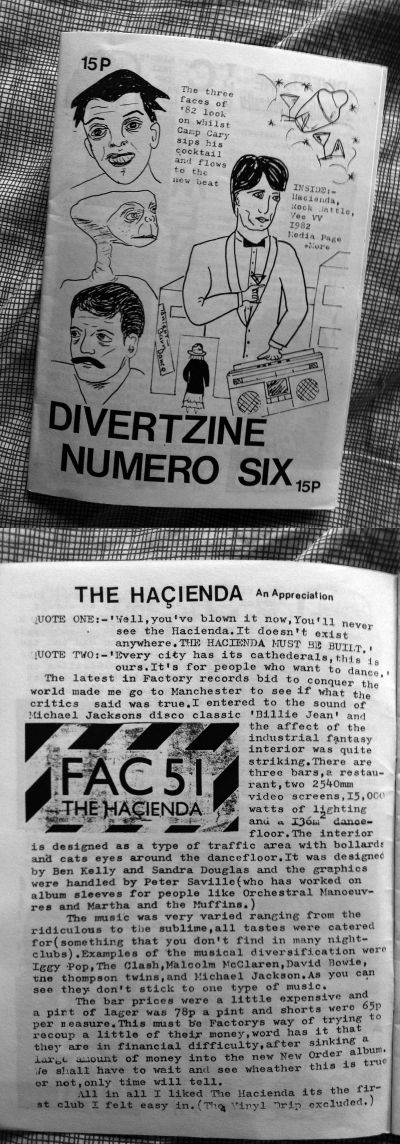 15P
The three
faces of
'82 look
on whilst
Camp Cary
sips his
cocktail
and flows
to the
new beat
INSIDE:-
Hacienda,
Rock Battle,
Vee VV
1982
Media Page
+More
DIVERTZINE
NUMERO SIX
15P
THE HAÇIENDA An Appreciation
QUOTE ONE:-'Well,you've blown it now,You'll never
see the Hacienda.It doesn't exist
anywhere.THE HACIENDA MUST BE BUILT.'
QUOTE TWO:-'Every city has its cathederals,this is
ours.It's for people who want to dance.'
The latest in Factory records bid to conquer the
world made me go to Manchester to see if what the
critics said was true.I entered to the sound of
Michael Jacksons disco classic 'Billie Jean' and
the affect of the
industrial fantasy
interior was quite
striking.There are
three bars,a restau-
rant,two 2540mm
video screens,I5,000
watts of lighting
and a I36m² dance-
floor.The interior
FAC 51
THE HAÇIENDA
is designed as a type of traffic area with bollards
and cats eyes around the dancefloor.It was designed
by Ben Kelly and Sandra Douglas and the graphics
were handled by Peter Saville(who has worked on
album sleeves for people like Orchestral Manoeuv-
res and Martha and the Muffins.)
The music was very varied ranging from the
ridiculous to the sublime,all tastes were catered
for(something that you don't find in many night-
clubs).Examples of the musical diversification were
Iggy Pop,The Clash,Malcolm McClaren,David Bowie,
the thompson twins,and Michael Jackson.As you can
see they don't stick to one type of music.
The bar prices were a little expensive and
a pint of lager was 78p a pint and shorts were 65p
per measure.This must be Factorys way of trying to
recoup a little of their money,word has it that
they are in financial difficulty,after sinking a
large amount of money into the new New Order album.
We shall have to wait and see wheather this is true
or not,only time will tell.
All in all I liked The Hacienda its the fir-
st club I felt easy in.(The Vinyl Drip excluded.)